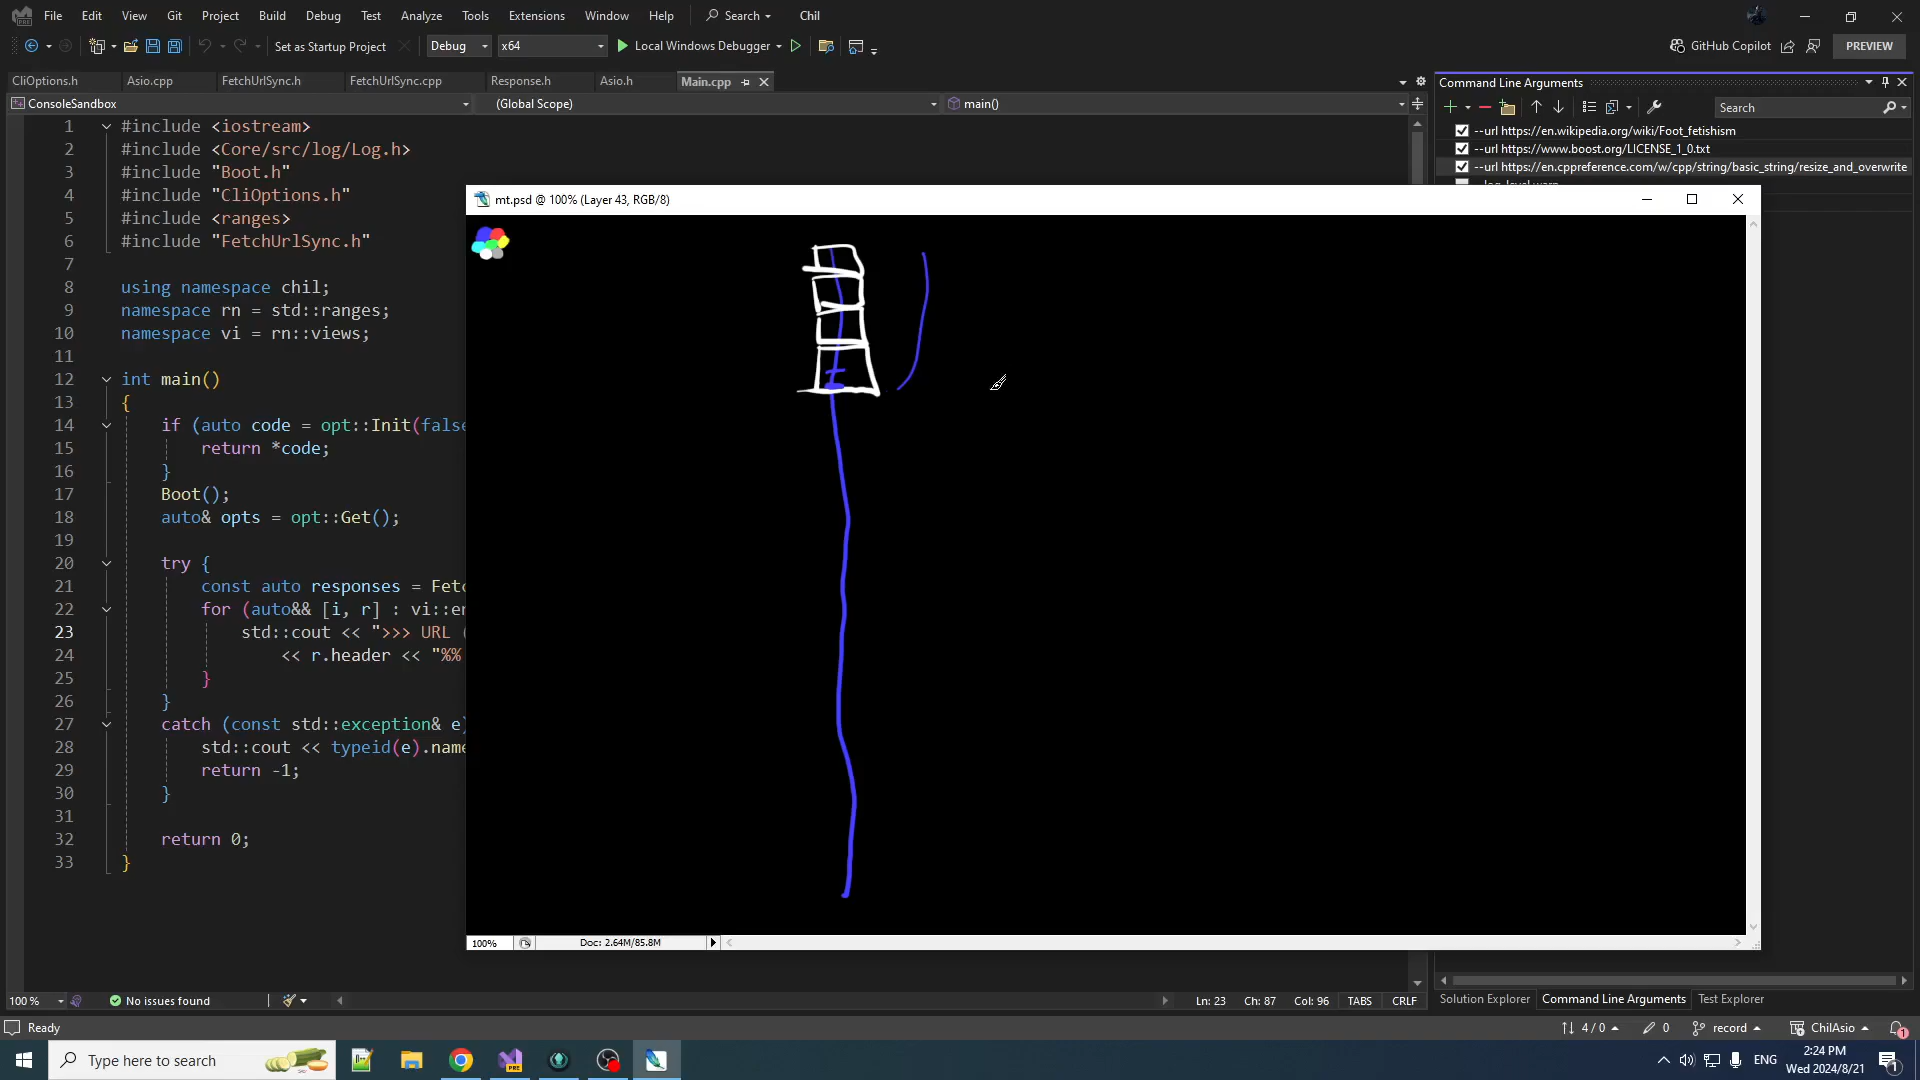 File Edit View Git Project Build Debug Test Analyze Tools Extensions Window Help Search Chil
Set as Startup Project Debug x64 Local Windows Debugger GitHub Copilot PREVIEW
CliOptions.h Asio.cpp FetchUrlSync.h FetchUrlSync.cpp Response.h Asio.h Main.cpp
ConsoleSandbox (Global Scope) main()
1 #include <iostream>
2 #include <Core/src/log/Log.h>
3 #include "Boot.h"
4 #include "CliOptions.h"
5 #include <ranges>
6 #include "FetchUrlSync.h"
7
8 using namespace chil;
9 namespace rn = std::ranges;
10 namespace vi = rn::views;
11
12 int main()
13 {
14 if (auto code = opt::Init(false
15 return *code;
16 }
17 Boot();
18 auto& opts = opt::Get();
19
20 try {
21 const auto responses = Fetc
22 for (auto&& [i, r] : vi::en
23 std::cout << ">>> URL (
24 << r.header << "%%
25 }
26 }
27 catch (const std::exception& e)
28 std::cout << typeid(e).name
29 return -1;
30 }
31
32 return 0;
33 }
Command Line Arguments
Search
--url https://en.wikipedia.org/wiki/Foot_fetishism
--url https://www.boost.org/LICENSE_1_0.txt
--url https://en.cppreference.com/w/cpp/string/basic_string/resize_and_overwrite
mt.psd @ 100% (Layer 43, RGB/8)
100% Doc: 2.64M/85.8M
100 % No issues found Ln: 23 Ch: 87 Col: 96 TABS CRLF
Solution Explorer Command Line Arguments Test Explorer
Ready 4 / 0 0 record ChilAsio 1
Type here to search ENG 2:24 PM
Wed 2024/8/21 1